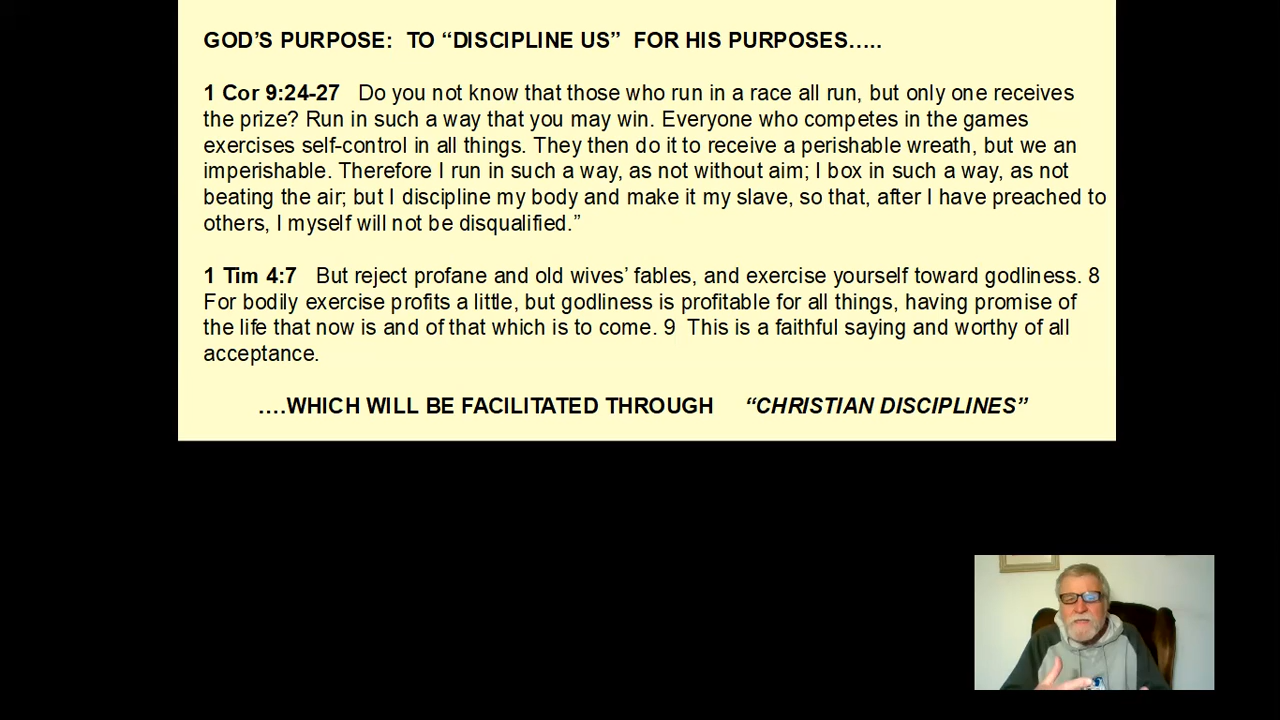 GOD’S PURPOSE: TO “DISCIPLINE US” FOR HIS PURPOSES…..
1 Cor 9:24-27 Do you not know that those who run in a race all run, but only one receives
the prize? Run in such a way that you may win. Everyone who competes in the games
exercises self-control in all things. They then do it to receive a perishable wreath, but we an
imperishable. Therefore I run in such a way, as not without aim; I box in such a way, as not
beating the air; but I discipline my body and make it my slave, so that, after I have preached to
others, I myself will not be disqualified.”
1 Tim 4:7 But reject profane and old wives’ fables, and exercise yourself toward godliness. 8
For bodily exercise profits a little, but godliness is profitable for all things, having promise of
the life that now is and of that which is to come. 9 This is a faithful saying and worthy of all
acceptance.
….WHICH WILL BE FACILITATED THROUGH “CHRISTIAN DISCIPLINES”